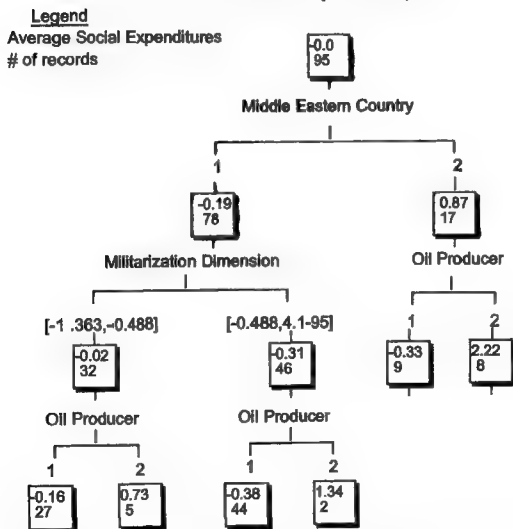 Legend
Average Social Expenditures
# of records
-0.0
95
Middle Eastern Country
1 2
-0.19
78
0.87
17
Militarization Dimension Oil Producer
[-1 .363,-0.488] [-0.488,4.1-95] 1 2
-0.02
32
-0.31
46
-0.33
9
2.22
8
Oil Producer Oil Producer
1 2 1 2
-0.16
27
0.73
5
-0.38
44
1.34
2